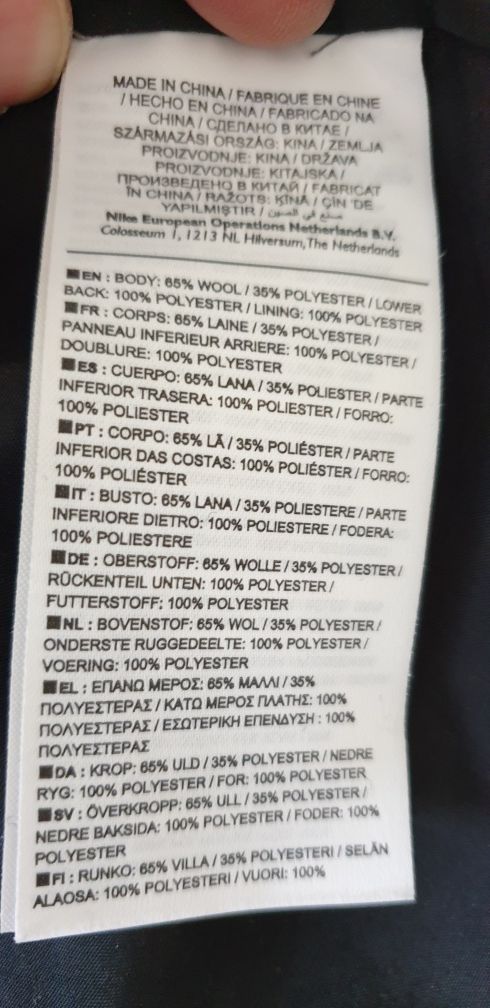 MADE IN CHINA / FABRIQUE EN CHINE
/ HECHO EN CHINA / FABRICADO NA
CHINA / СДЕЛАНО В КИТАЕ /
SZÁRMAZÁSI ORSZÁG: KINA / ZEMLJA
PROIZVODNJE: KINA / DRŽAVA
PROIZVODNJE: KITAJSKA /
ПРОИЗВЕДЕНО В КИТАЙ / FABRICAT
ÎN CHINA / RAŽOTS: ĶĪNA / ÇİN 'DE
YAPILMIŞTIR / صنع في الصين
Nike European Operations Netherlands B.V.
Colosseum 1, 1213 NL Hilversum, The Netherlands
EN : BODY: 65% WOOL / 35% POLYESTER / LOWER
BACK: 100% POLYESTER / LINING: 100% POLYESTER
FR : CORPS: 65% LAINE / 35% POLYESTER /
PANNEAU INFERIEUR ARRIERE: 100% POLYESTER /
DOUBLURE: 100% POLYESTER
ES : CUERPO: 65% LANA / 35% POLIESTER / PARTE
INFERIOR TRASERA: 100% POLIESTER / FORRO:
100% POLIESTER
PT : CORPO: 65% LÃ / 35% POLIÉSTER / PARTE
INFERIOR DAS COSTAS: 100% POLIÉSTER / FORRO:
100% POLIÉSTER
IT : BUSTO: 65% LANA / 35% POLIESTERE / PARTE
INFERIORE DIETRO: 100% POLIESTERE / FODERA:
100% POLIESTERE
DE : OBERSTOFF: 65% WOLLE / 35% POLYESTER /
RÜCKENTEIL UNTEN: 100% POLYESTER /
FUTTERSTOFF: 100% POLYESTER
NL : BOVENSTOF: 65% WOL / 35% POLYESTER /
ONDERSTE RUGGEDEELTE: 100% POLYESTER /
VOERING: 100% POLYESTER
EL : ΕΠΑΝΩ ΜΕΡΟΣ: 65% ΜΑΛΛΙ / 35%
ΠΟΛΥΕΣΤΕΡΑΣ / ΚΑΤΩ ΜΕΡΟΣ ΠΛΑΤΗΣ: 100%
ΠΟΛΥΕΣΤΕΡΑΣ / ΕΣΩΤΕΡΙΚΗ ΕΠΕΝΔΥΣΗ : 100%
ΠΟΛΥΕΣΤΕΡΑΣ
DA : KROP: 65% ULD / 35% POLYESTER / NEDRE
RYG: 100% POLYESTER / FOR: 100% POLYESTER
SV : ÖVERKROPP: 65% ULL / 35% POLYESTER /
NEDRE BAKSIDA: 100% POLYESTER / FODER: 100%
POLYESTER
FI : RUNKO: 65% VILLA / 35% POLYESTERI / SELÄN
ALAOSA: 100% POLYESTERI / VUORI: 100%